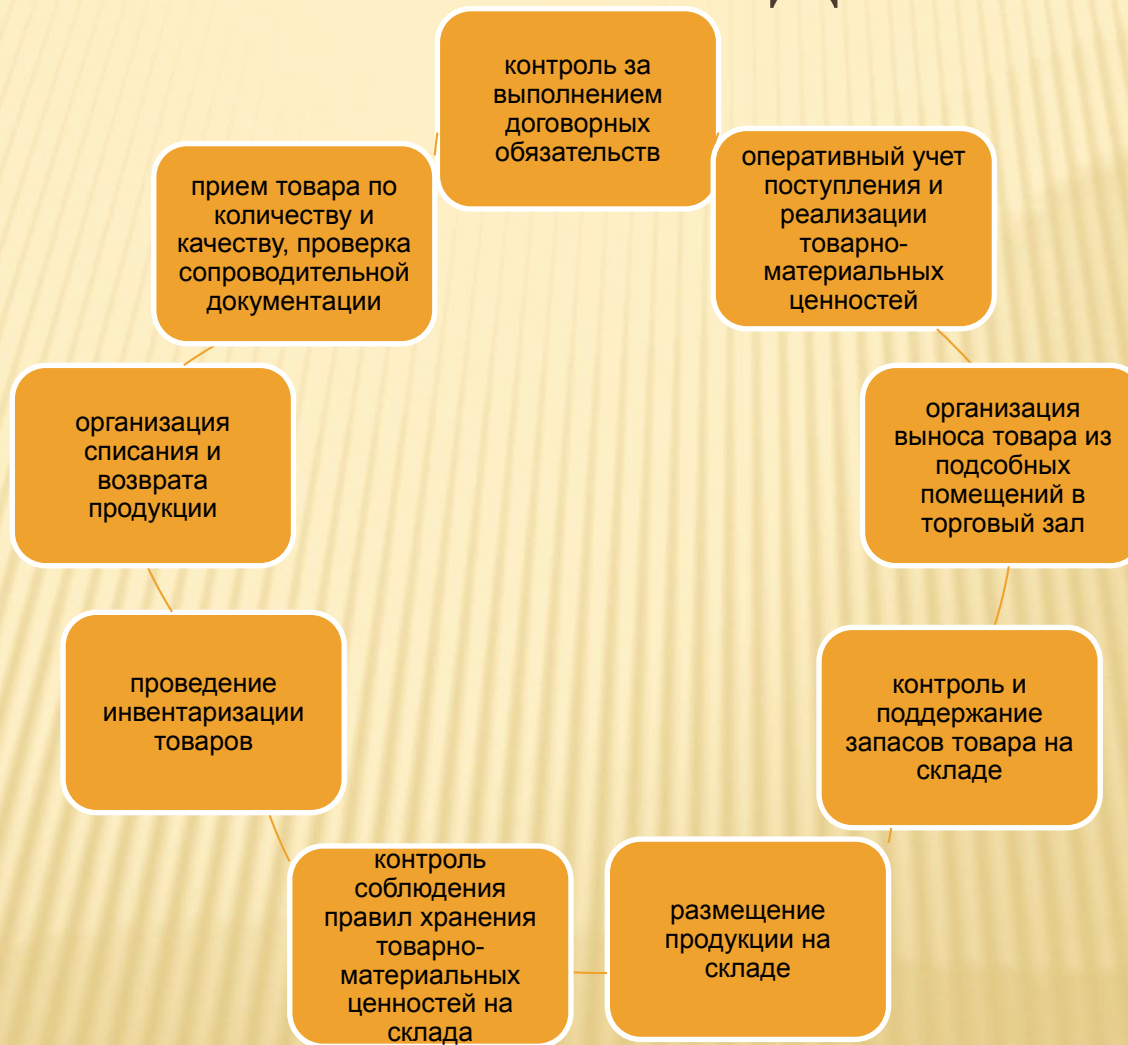 контроль за
выполнением
договорных
обязательств
оперативный учет
поступления и
реализации
товарно-
материальных
ценностей
организация
выноса товара из
подсобных
помещений в
торговый зал
контроль и
поддержание
запасов товара на
складе
размещение
продукции на
складе
контроль
соблюдения
правил хранения
товарно-
материальных
ценностей на
склада
проведение
инвентаризации
товаров
организация
списания и
возврата
продукции
прием товара по
количеству и
качеству, проверка
сопроводительной
документации